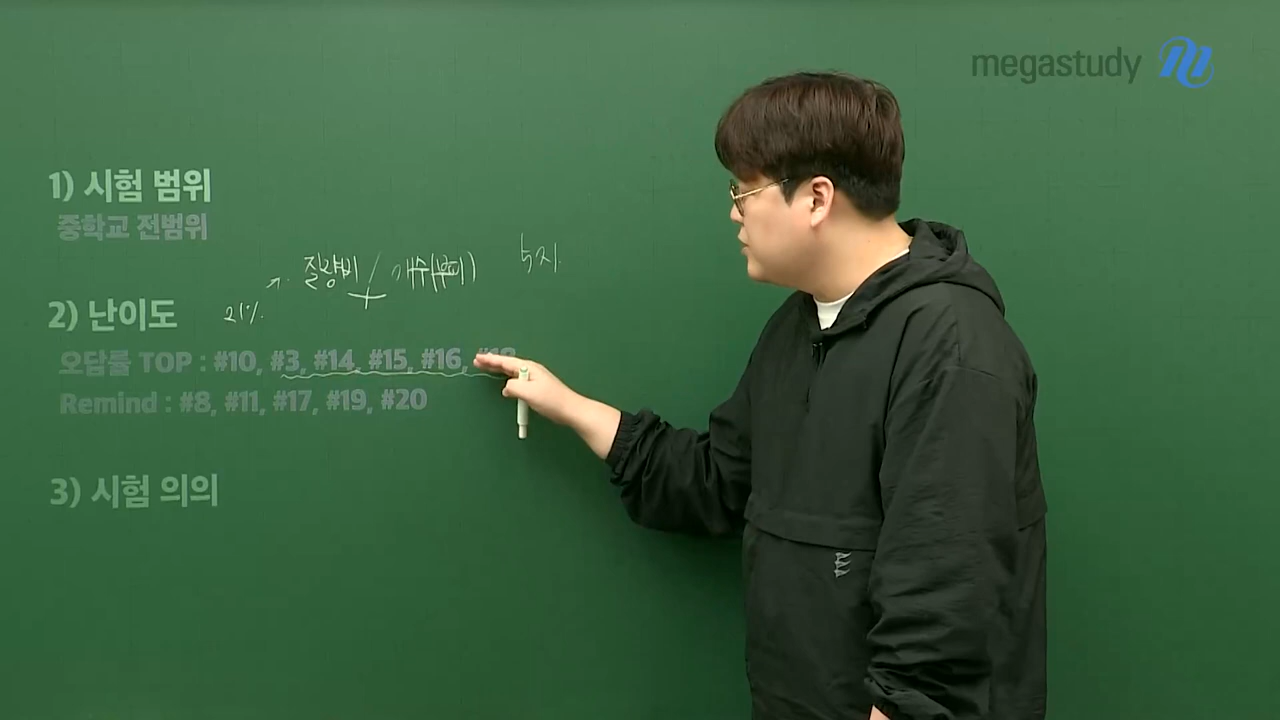 megastudy
1) 시험 범위
중학교 전범위
질량비 / 개수(부피)
21%
2) 난이도
오답률 TOP : #10, #3, #14, #15, #16, #18
Remind : #8, #11, #17, #19, #20
3) 시험 의의